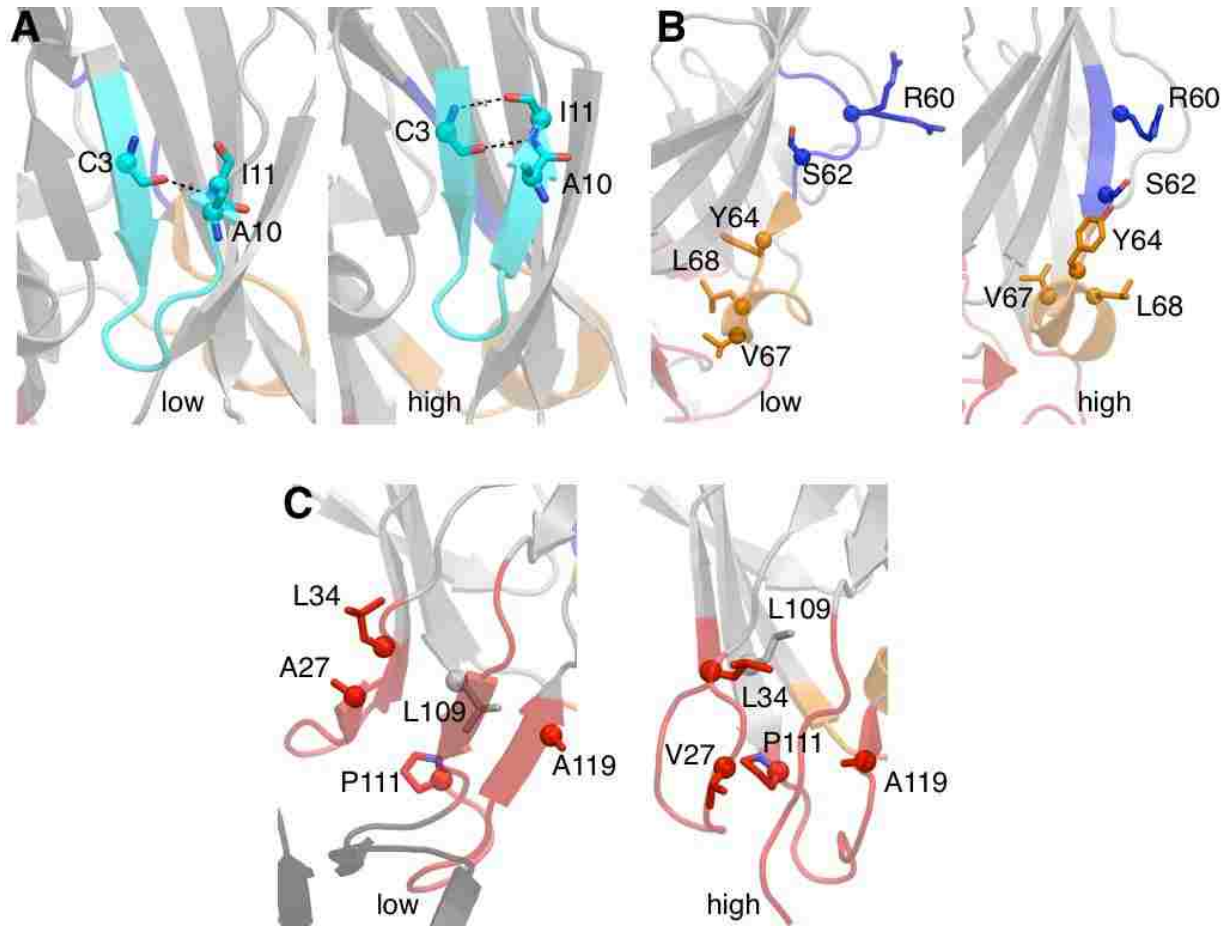 A
C3
I11
A10
low
C3
I11
A10
high
B
R60
S62
Y64
L68
V67
low
R60
S62
Y64
V67
L68
high
C
L34
A27
L109
P111
A119
low
L109
L34
V27
P111
A119
high